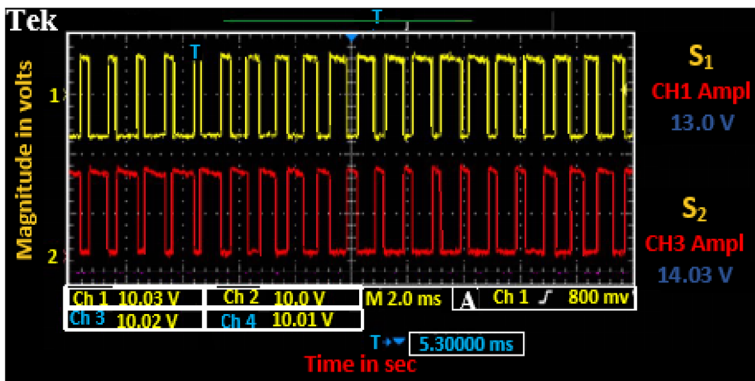 Tek
T
T
Magnitude in volts
1
2
S1
CH1 Ampl
13.0 V
S2
CH3 Ampl
14.03 V
Ch 1 10.03 V Ch 2 10.0 V M 2.0 ms A Ch 1 800 mv
Ch 3 10.02 V Ch 4 10.01 V
T 5.30000 ms
Time in sec